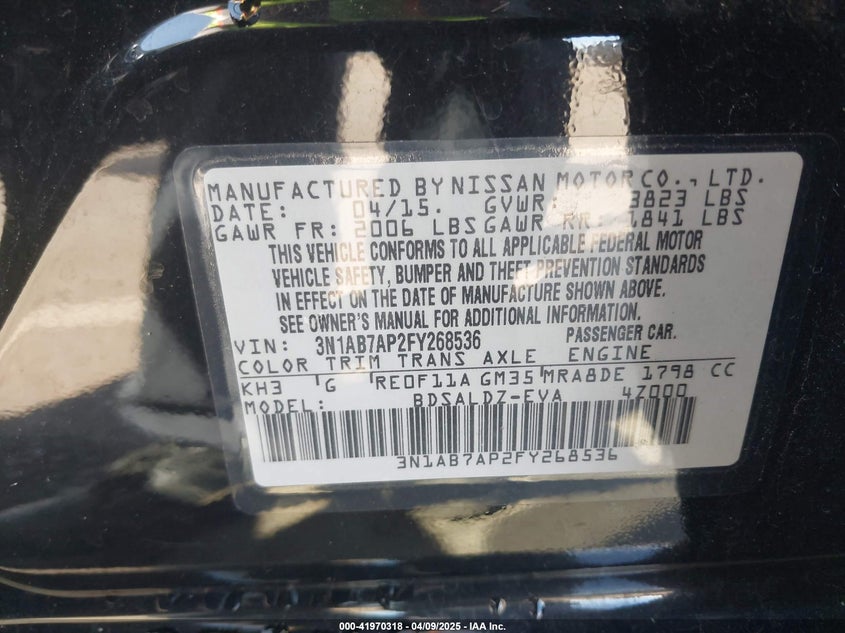 MANUFACTURED BY NISSAN MOTOR CO., LTD.
DATE: 04/15. GVWR: 3823 LBS
GAWR FR: 2006 LBS GAWR RR: 1841 LBS
THIS VEHICLE CONFORMS TO ALL APPLICABLE FEDERAL MOTOR
VEHICLE SAFETY, BUMPER AND THEFT PREVENTION STANDARDS
IN EFFECT ON THE DATE OF MANUFACTURE SHOWN ABOVE.
SEE OWNER'S MANUAL FOR ADDITIONAL INFORMATION.
VIN: 3N1AB7AP2FY268536 PASSENGER CAR.
COLOR TRIM TRANS AXLE ENGINE
KH3 G RE0F11A GM35 MRA8DE 1798 CC
MODEL: BDSALDZ-EVA 4Z000
3N1AB7AP2FY268536
000-41970318 - 04/09/2025 - IAA Inc.